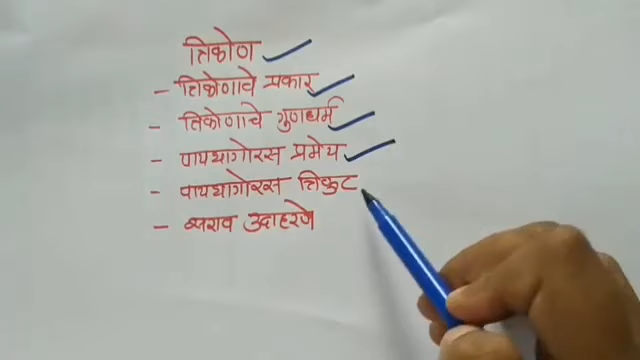 त्रिकोण
- त्रिकोणाचे प्रकार
- त्रिकोणाचे गुणधर्म
- पायथागोरस प्रमेय
- पायथागोरस त्रिकुट
- सराव उदाहरणे